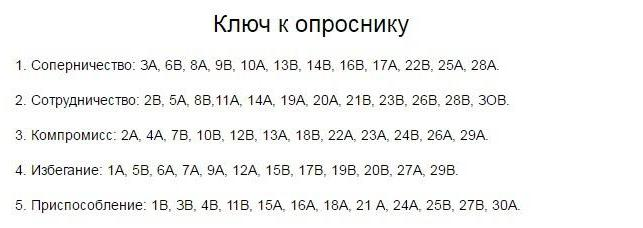 Ключ к опроснику
1. Соперничество: ЗА, 6В, 8А, 9В, 10А, 13В, 14В, 16В, 17А, 22В, 25А, 28А.
2. Сотрудничество: 2В, 5А, 8В,11А, 14А, 19А, 20А, 21В, 23В, 26В, 28В, ЗОВ.
3. Компромисс: 2А, 4А, 7В, 10В, 12В, 13А, 18В, 22А, 23А, 24В, 26А, 29А.
4. Избегание: 1А, 5В, 6А, 7А, 9А, 12А, 15В, 17В, 19В, 20В, 27А, 29В.
5. Приспособление: 1В, ЗВ, 4В, 11В, 15А, 16А, 18А, 21 А, 24А, 25В, 27В, 30А.